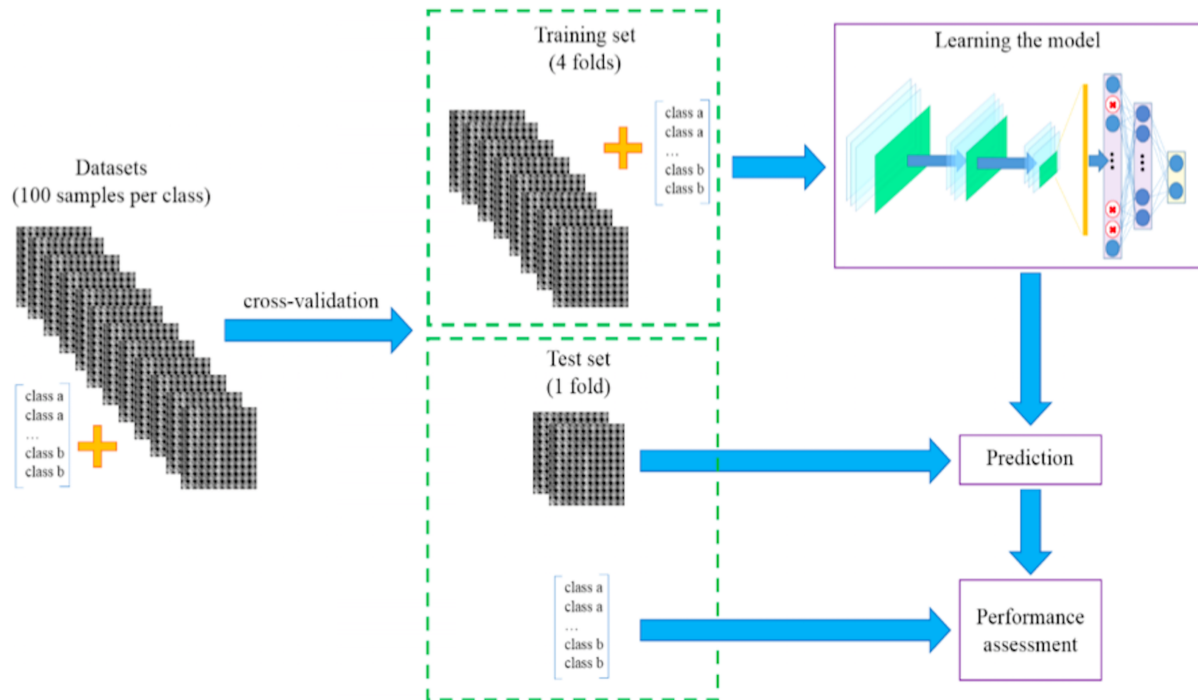 Datasets
(100 samples per class)
class a
class a
...
class b
class b
cross-validation
Training set
(4 folds)
class a
class a
...
class b
class b
Test set
(1 fold)
class a
class a
...
class b
class b
Learning the model
Prediction
Performance
assessment